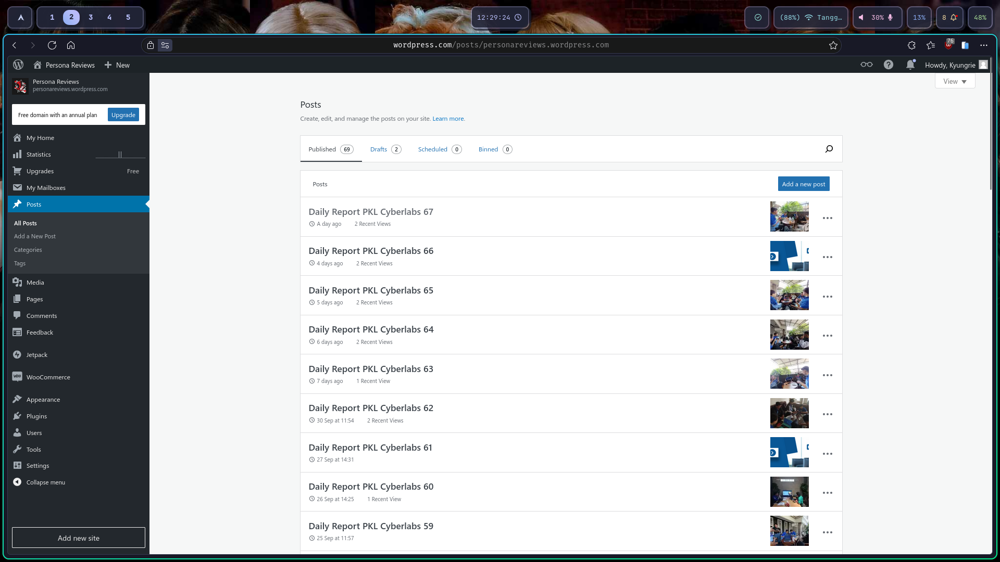 1 2 3 4 5
12:29:24
(88%) Tangg…
30%
13%
8
48%
wordpress.com/posts/personareviews.wordpress.com
76
Persona Reviews
New
Howdy, Kyungrie
Persona Reviews
personareviews.wordpress.com
Free domain with an annual plan
Upgrade
My Home
Statistics
Upgrades
Free
My Mailboxes
Posts
All Posts
Add a New Post
Categories
Tags
Media
Pages
Comments
Feedback
Jetpack
WooCommerce
Appearance
Plugins
Users
Tools
Settings
Collapse menu
Add new site
View
Posts
Create, edit, and manage the posts on your site. Learn more.
Published 69
Drafts 2
Scheduled 0
Binned 0
Posts
Add a new post
Daily Report PKL Cyberlabs 67
A day ago 2 Recent Views
Daily Report PKL Cyberlabs 66
4 days ago 2 Recent Views
Daily Report PKL Cyberlabs 65
5 days ago 2 Recent Views
Daily Report PKL Cyberlabs 64
6 days ago 2 Recent Views
Daily Report PKL Cyberlabs 63
7 days ago 1 Recent View
Daily Report PKL Cyberlabs 62
30 Sep at 11:54 2 Recent Views
Daily Report PKL Cyberlabs 61
27 Sep at 14:31
Daily Report PKL Cyberlabs 60
26 Sep at 14:25 1 Recent View
Daily Report PKL Cyberlabs 59
25 Sep at 11:57